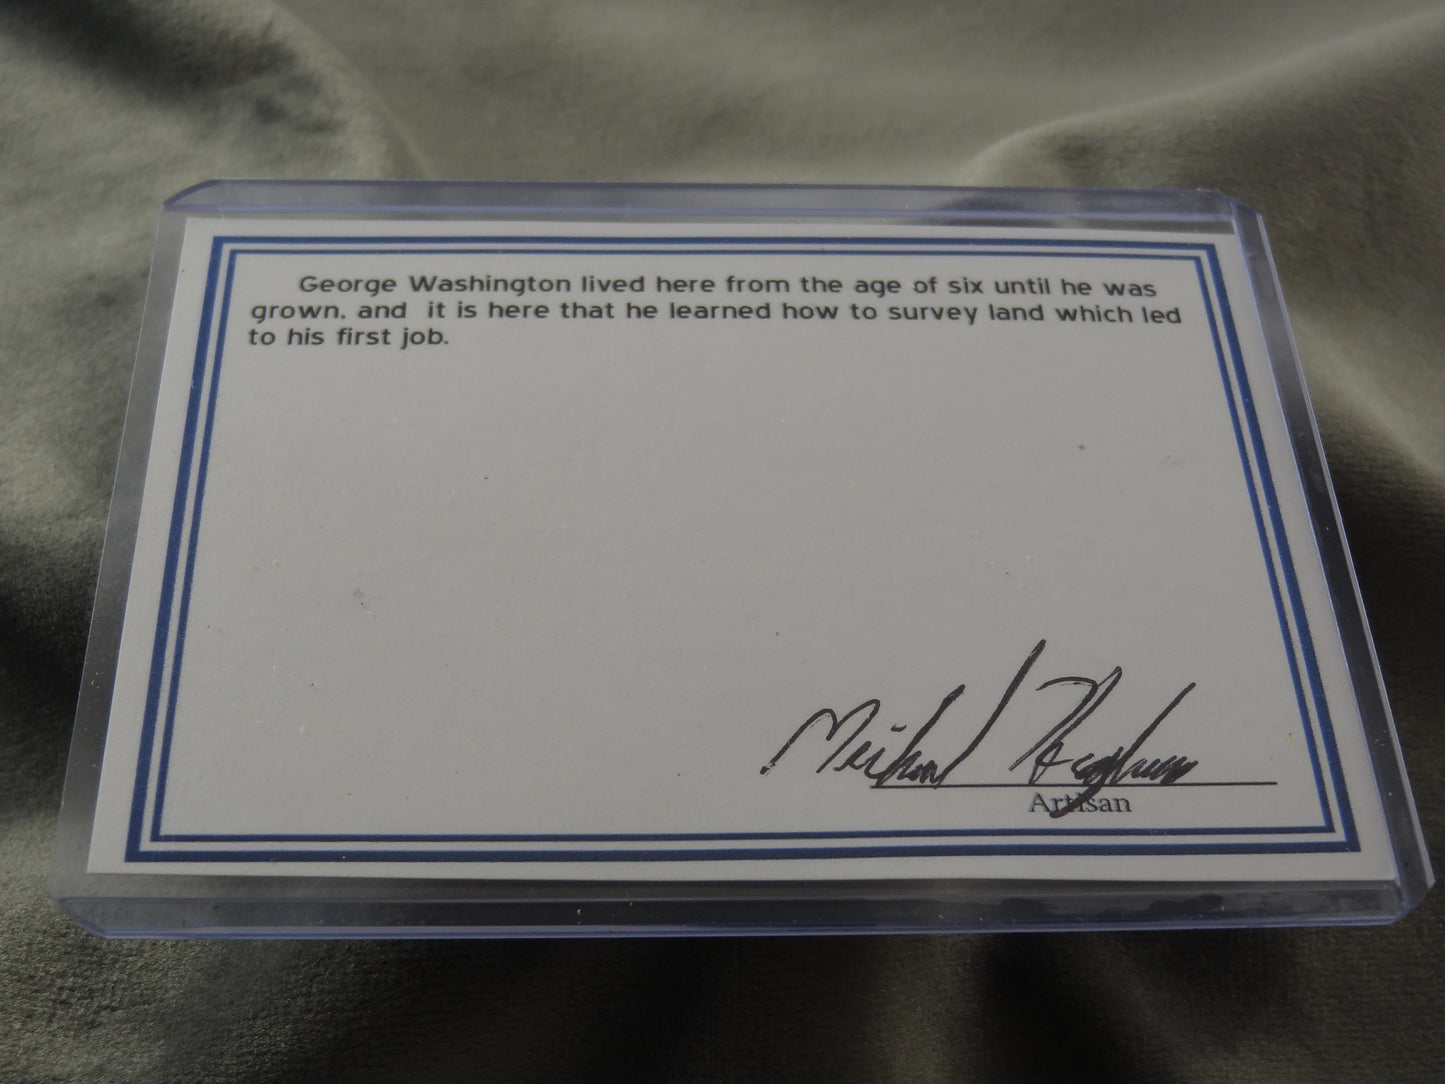 George Washington lived here from the age of six until he was
grown, and it is here that he learned how to survey land which led
to his first job.
Michael
Artisan